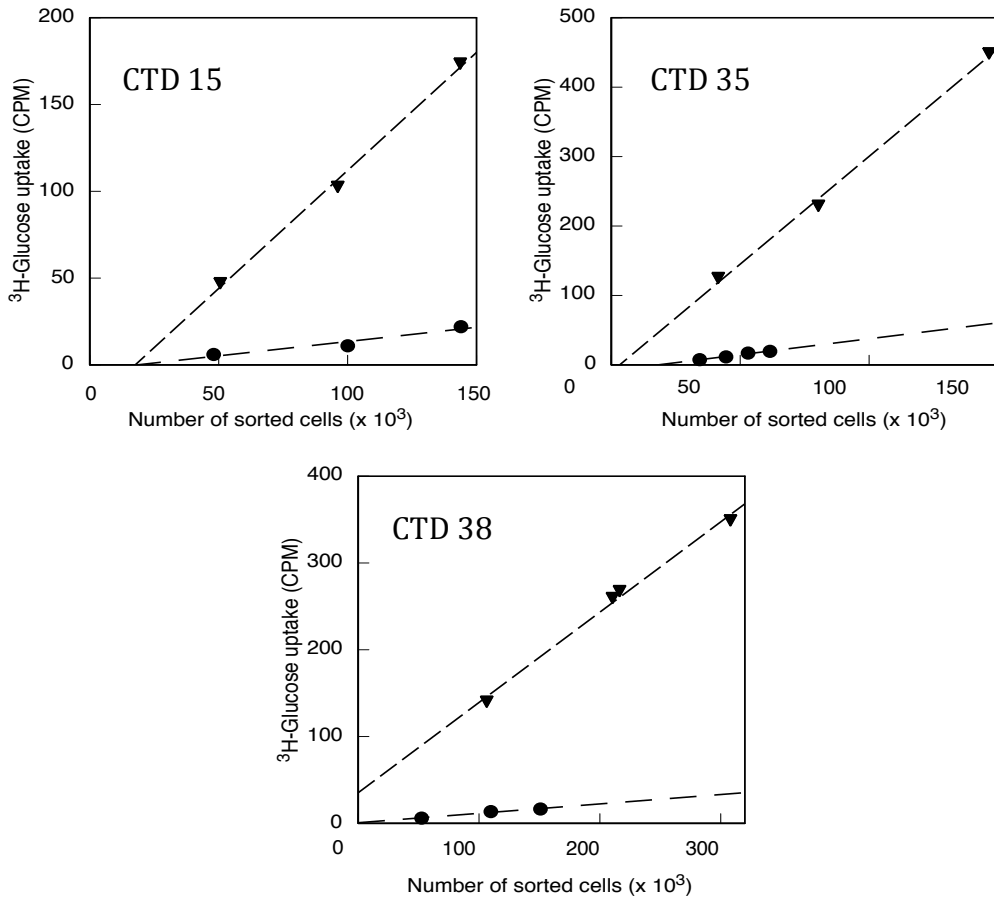 200
150
100
50
0
CTD 15
³H-Glucose uptake (CPM)
0 50 100 150
Number of sorted cells (x 10³)
500
400
300
200
100
0
CTD 35
³H-Glucose uptake (CPM)
0 50 100 150
Number of sorted cells (x 10³)
400
300
200
100
0
CTD 38
³H-Glucose uptake (CPM)
0 100 200 300
Number of sorted cells (x 10³)